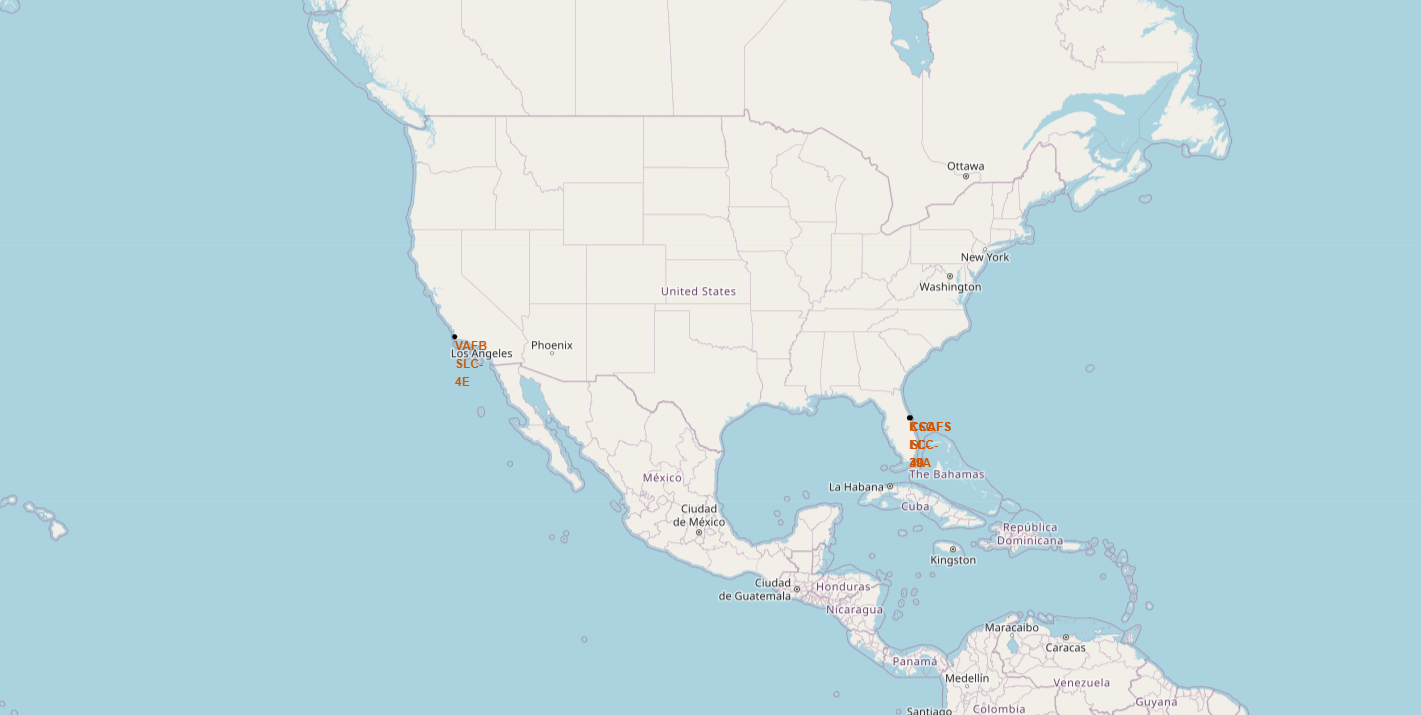 Ottawa
New York
Washington
United States
VAFB
SLC-
4E
Los Angeles
Phoenix
The Bahamas
México
La Habana
Cuba
Ciudad
de México
República
Dominicana
Kingston
Ciudad
de Guatemala
Honduras
Nicaragua
Maracaibo
Caracas
Panamá
Medellín
Venezuela
Guyana
Santiago
Colombia